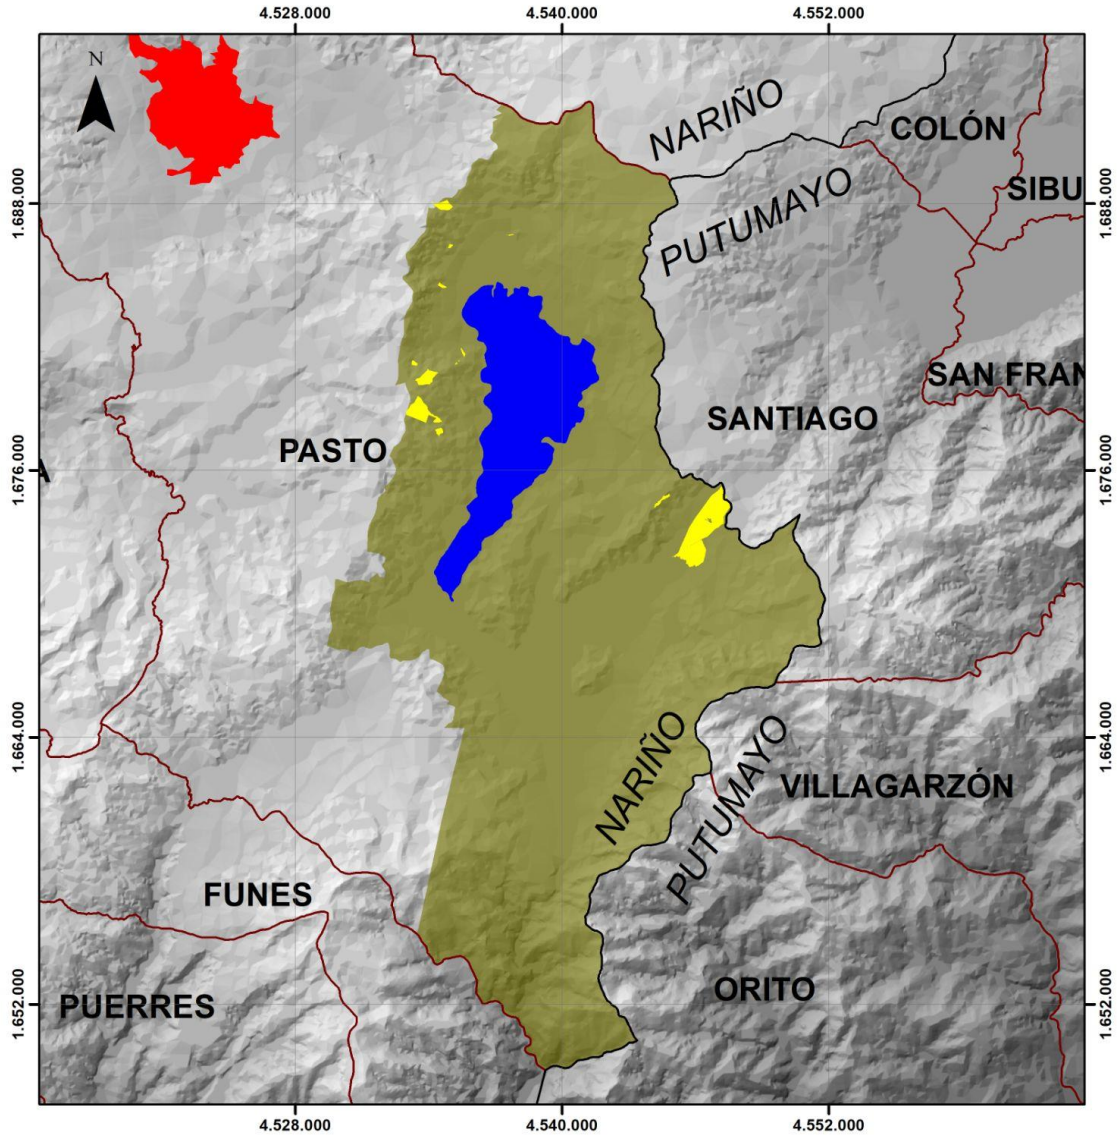 4.528.000 4.540.000 4.552.000
N
NARIÑO
COLÓN
PUTUMAYO
SIBU
1.688.000 1.688.000
SAN FRAN
SANTIAGO
PASTO
A
1.676.000 1.676.000
NARIÑO
PUTUMAYO
1.664.000 1.664.000
VILLAGARZÓN
FUNES
ORITO
PUERRES
1.652.000 1.652.000
4.528.000 4.540.000 4.552.000